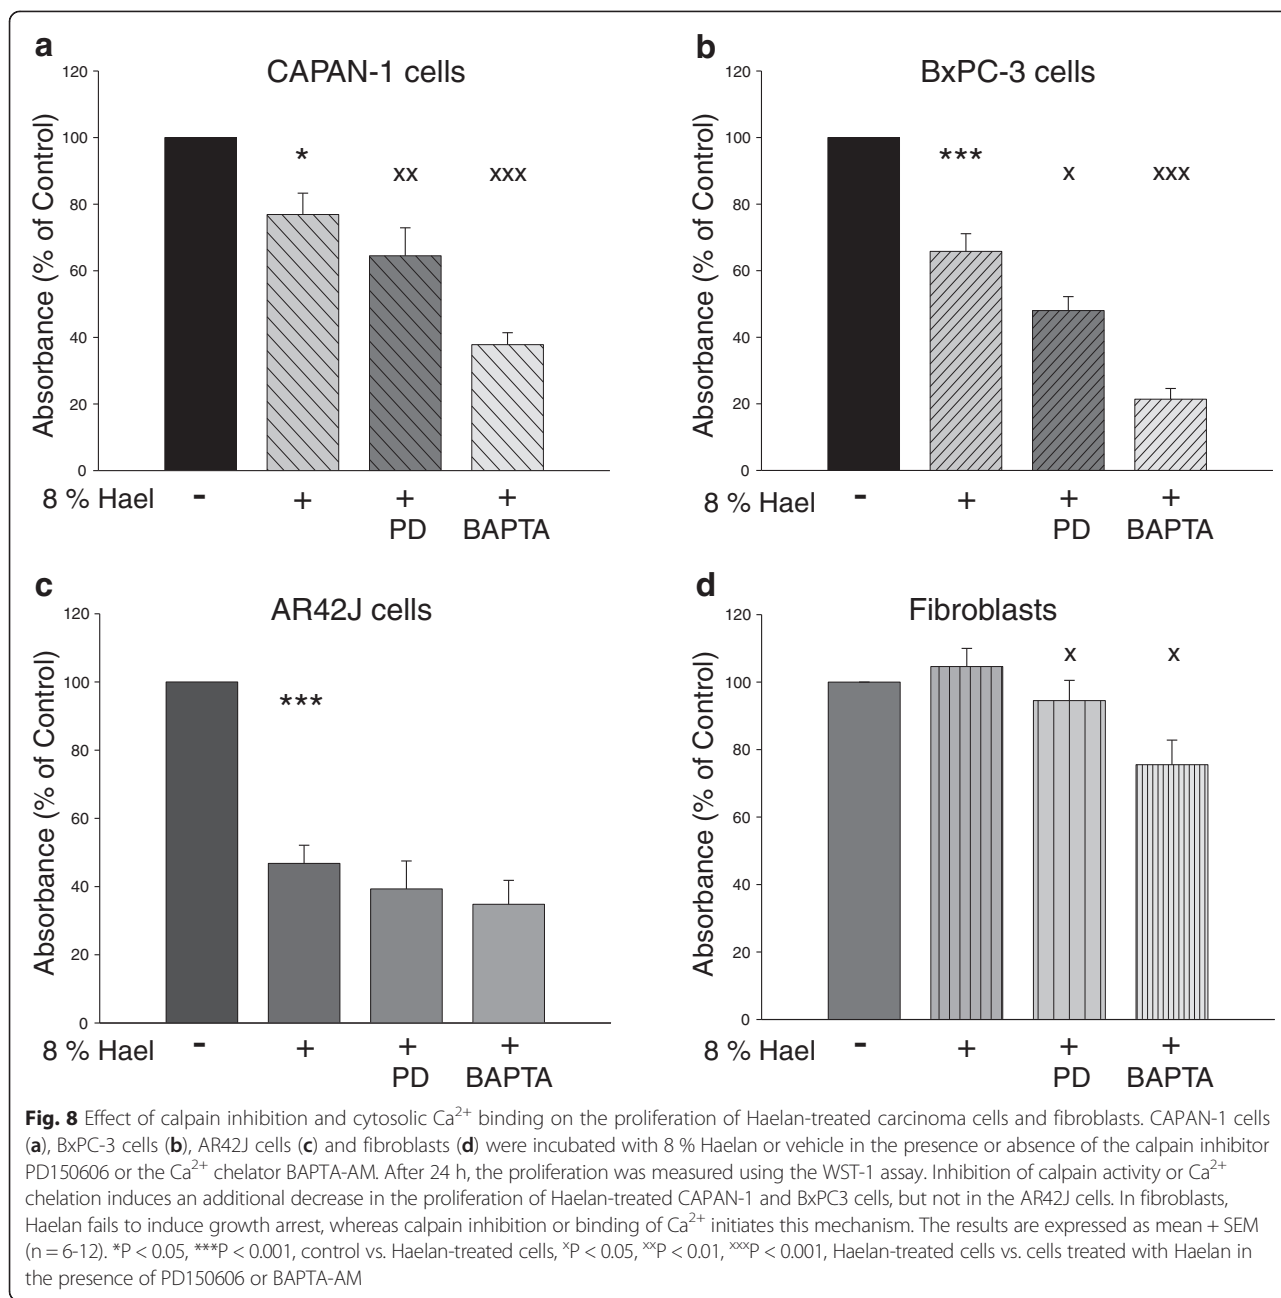 a
CAPAN-1 cells
Absorbance (% of Control)
120
100
80
60
40
20
0
*
xx
xxx
8 % Hael - + + +
PD BAPTA
b
BxPC-3 cells
Absorbance (% of Control)
120
100
80
60
40
20
0
***
x
xxx
8 % Hael - + + +
PD BAPTA
c
AR42J cells
Absorbance (% of Control)
120
100
80
60
40
20
0
***
8 % Hael - + + +
PD BAPTA
d
Fibroblasts
Absorbance (% of Control)
120
100
80
60
40
20
0
x
x
8 % Hael - + + +
PD BAPTA
Fig. 8 Effect of calpain inhibition and cytosolic Ca²⁺ binding on the proliferation of Haelan-treated carcinoma cells and fibroblasts. CAPAN-1 cells
(a), BxPC-3 cells (b), AR42J cells (c) and fibroblasts (d) were incubated with 8 % Haelan or vehicle in the presence or absence of the calpain inhibitor
PD150606 or the Ca²⁺ chelator BAPTA-AM. After 24 h, the proliferation was measured using the WST-1 assay. Inhibition of calpain activity or Ca²⁺
chelation induces an additional decrease in the proliferation of Haelan-treated CAPAN-1 and BxPC3 cells, but not in the AR42J cells. In fibroblasts,
Haelan fails to induce growth arrest, whereas calpain inhibition or binding of Ca²⁺ initiates this mechanism. The results are expressed as mean + SEM
(n = 6-12). *P < 0.05, ***P < 0.001, control vs. Haelan-treated cells, ˣP < 0.05, ˣˣP < 0.01, ˣˣˣP < 0.001, Haelan-treated cells vs. cells treated with Haelan in
the presence of PD150606 or BAPTA-AM